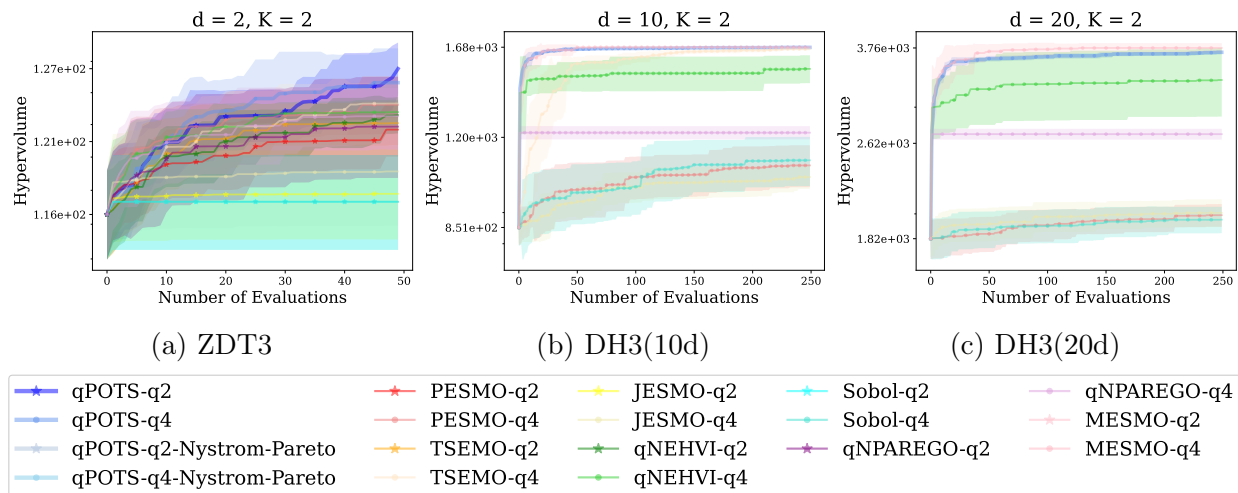 d = 2, K = 2
Hypervolume
1.27e+02
1.21e+02
1.16e+02
0 10 20 30 40 50
Number of Evaluations
(a) ZDT3
d = 10, K = 2
Hypervolume
1.68e+03
1.20e+03
8.51e+02
0 50 100 150 200 250
Number of Evaluations
(b) DH3(10d)
d = 20, K = 2
Hypervolume
3.76e+03
2.62e+03
1.82e+03
0 50 100 150 200 250
Number of Evaluations
(c) DH3(20d)
qPOTS-q2
qPOTS-q4
qPOTS-q2-Nystrom-Pareto
qPOTS-q4-Nystrom-Pareto
PESMO-q2
PESMO-q4
TSEMO-q2
TSEMO-q4
JESMO-q2
JESMO-q4
qNEHVI-q2
qNEHVI-q4
Sobol-q2
Sobol-q4
qNPAREGO-q2
qNPAREGO-q4
MESMO-q2
MESMO-q4